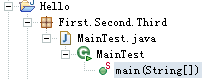 Hello
First.Second.Third
MainTest.java
MainTest
main(String[])